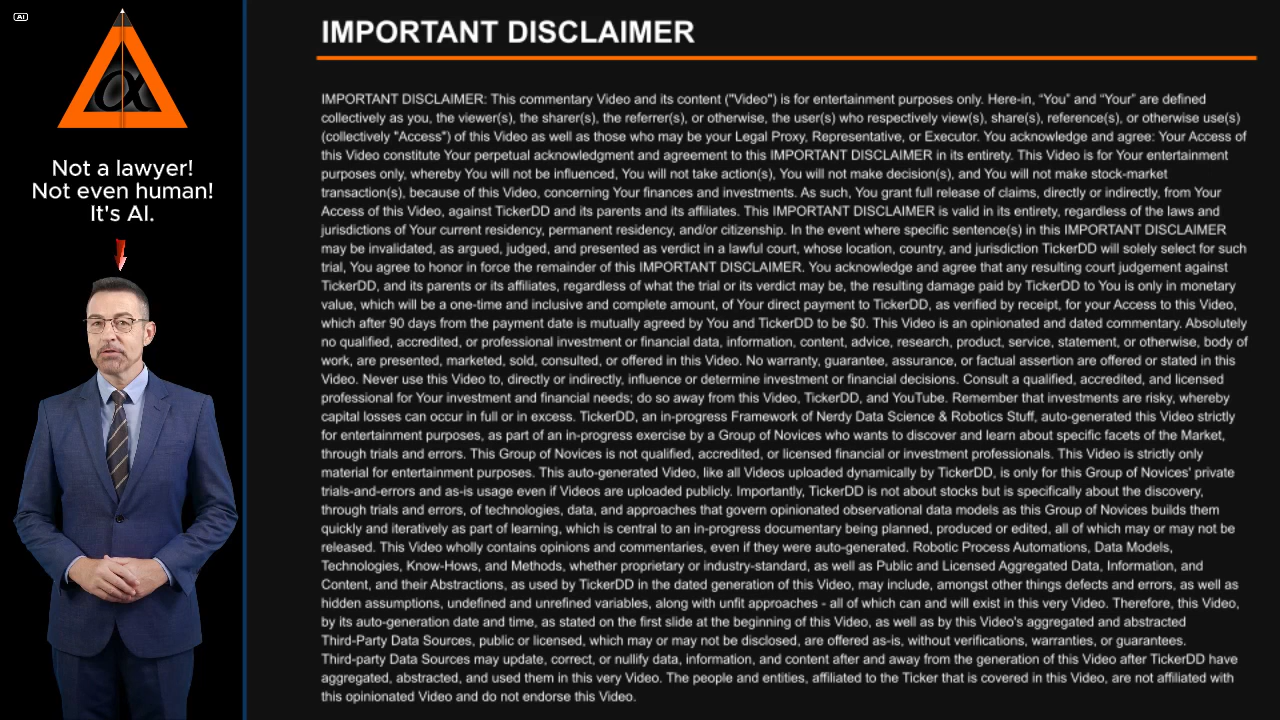 AI
Not a lawyer!
Not even human!
It's AI.
IMPORTANT DISCLAIMER
IMPORTANT DISCLAIMER: This commentary Video and its content ("Video") is for entertainment purposes only. Here-in, “You” and “Your” are defined
collectively as you, the viewer(s), the sharer(s), the referrer(s), or otherwise, the user(s) who respectively view(s), share(s), reference(s), or otherwise use(s)
(collectively "Access") of this Video as well as those who may be your Legal Proxy, Representative, or Executor. You acknowledge and agree: Your Access of
this Video constitute Your perpetual acknowledgment and agreement to this IMPORTANT DISCLAIMER in its entirety. This Video is for Your entertainment
purposes only, whereby You will not be influenced, You will not take action(s), You will not make decision(s), and You will not make stock-market
transaction(s), because of this Video, concerning Your finances and investments. As such, You grant full release of claims, directly or indirectly, from Your
Access of this Video, against TickerDD and its parents and its affiliates. This IMPORTANT DISCLAIMER is valid in its entirety, regardless of the laws and
jurisdictions of Your current residency, permanent residency, and/or citizenship. In the event where specific sentence(s) in this IMPORTANT DISCLAIMER
may be invalidated, as argued, judged, and presented as verdict in a lawful court, whose location, country, and jurisdiction TickerDD will solely select for such
trial, You agree to honor in force the remainder of this IMPORTANT DISCLAIMER. You acknowledge and agree that any resulting court judgement against
TickerDD, and its parents or its affiliates, regardless of what the trial or its verdict may be, the resulting damage paid by TickerDD to You is only in monetary
value, which will be a one-time and inclusive and complete amount, of Your direct payment to TickerDD, as verified by receipt, for your Access to this Video,
which after 90 days from the payment date is mutually agreed by You and TickerDD to be $0. This Video is an opinionated and dated commentary. Absolutely
no qualified, accredited, or professional investment or financial data, information, content, advice, research, product, service, statement, or otherwise, body of
work, are presented, marketed, sold, consulted, or offered in this Video. No warranty, guarantee, assurance, or factual assertion are offered or stated in this
Video. Never use this Video to, directly or indirectly, influence or determine investment or financial decisions. Consult a qualified, accredited, and licensed
professional for Your investment and financial needs; do so away from this Video, TickerDD, and YouTube. Remember that investments are risky, whereby
capital losses can occur in full or in excess. TickerDD, an in-progress Framework of Nerdy Data Science & Robotics Stuff, auto-generated this Video strictly
for entertainment purposes, as part of an in-progress exercise by a Group of Novices who wants to discover and learn about specific facets of the Market,
through trials and errors. This Group of Novices is not qualified, accredited, or licensed financial or investment professionals. This Video is strictly only
material for entertainment purposes. This auto-generated Video, like all Videos uploaded dynamically by TickerDD, is only for this Group of Novices' private
trials-and-errors and as-is usage even if Videos are uploaded publicly. Importantly, TickerDD is not about stocks but is specifically about the discovery,
through trials and errors, of technologies, data, and approaches that govern opinionated observational data models as this Group of Novices builds them
quickly and iteratively as part of learning, which is central to an in-progress documentary being planned, produced or edited, all of which may or may not be
released. This Video wholly contains opinions and commentaries, even if they were auto-generated. Robotic Process Automations, Data Models,
Technologies, Know-Hows, and Methods, whether proprietary or industry-standard, as well as Public and Licensed Aggregated Data, Information, and
Content, and their Abstractions, as used by TickerDD in the dated generation of this Video, may include, amongst other things defects and errors, as well as
hidden assumptions, undefined and unrefined variables, along with unfit approaches - all of which can and will exist in this very Video. Therefore, this Video,
by its auto-generation date and time, as stated on the first slide at the beginning of this Video, as well as by this Video's aggregated and abstracted
Third-Party Data Sources, public or licensed, which may or may not be disclosed, are offered as-is, without verifications, warranties, or guarantees.
Third-party Data Sources may update, correct, or nullify data, information, and content after and away from the generation of this Video after TickerDD have
aggregated, abstracted, and used them in this very Video. The people and entities, affiliated to the Ticker that is covered in this Video, are not affiliated with
this opinionated Video and do not endorse this Video.